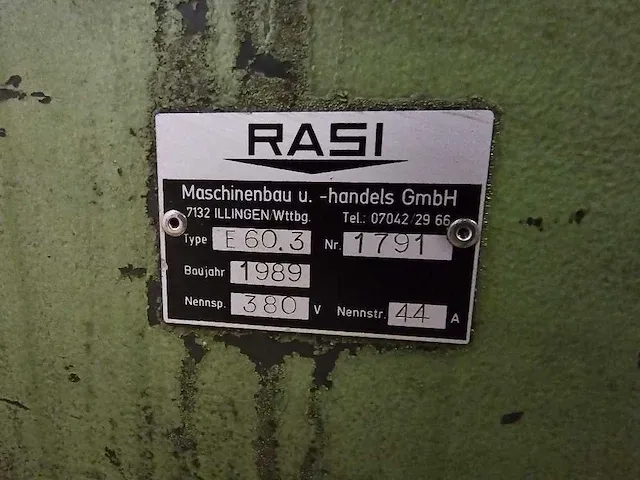 RASI
Maschinenbau u. -handels GmbH
7132 ILLINGEN/Wttbg. Tel.: 07042/29 66
Type E 60.3 Nr. 1791
Baujahr 1989
Nennsp. 380 V Nennstr. 44 A